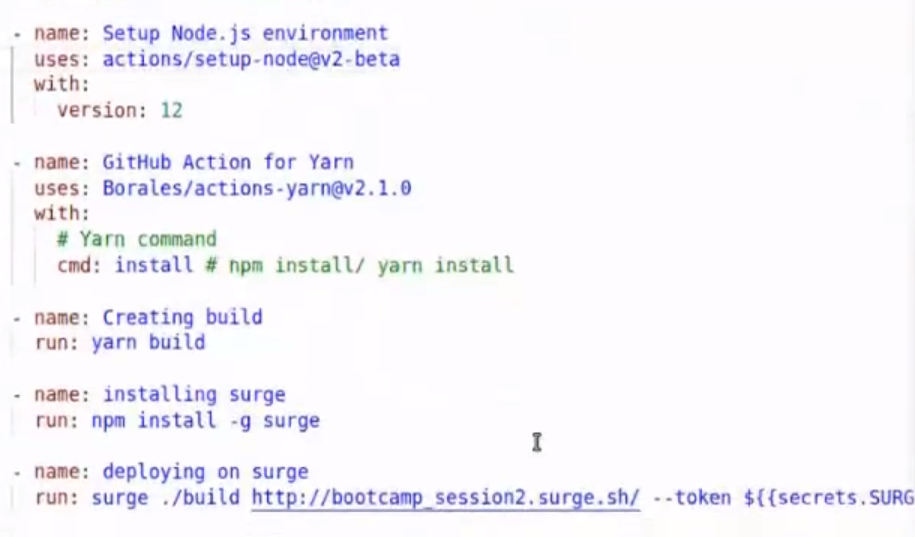 - name: Setup Node.js environment
uses: actions/setup-node@v2-beta
with:
version: 12
- name: GitHub Action for Yarn
uses: Borales/actions-yarn@v2.1.0
with:
# Yarn command
cmd: install # npm install/ yarn install
- name: Creating build
run: yarn build
- name: installing surge
run: npm install -g surge
- name: deploying on surge
run: surge ./build http://bootcamp_session2.surge.sh/ --token ${{secrets.SURG